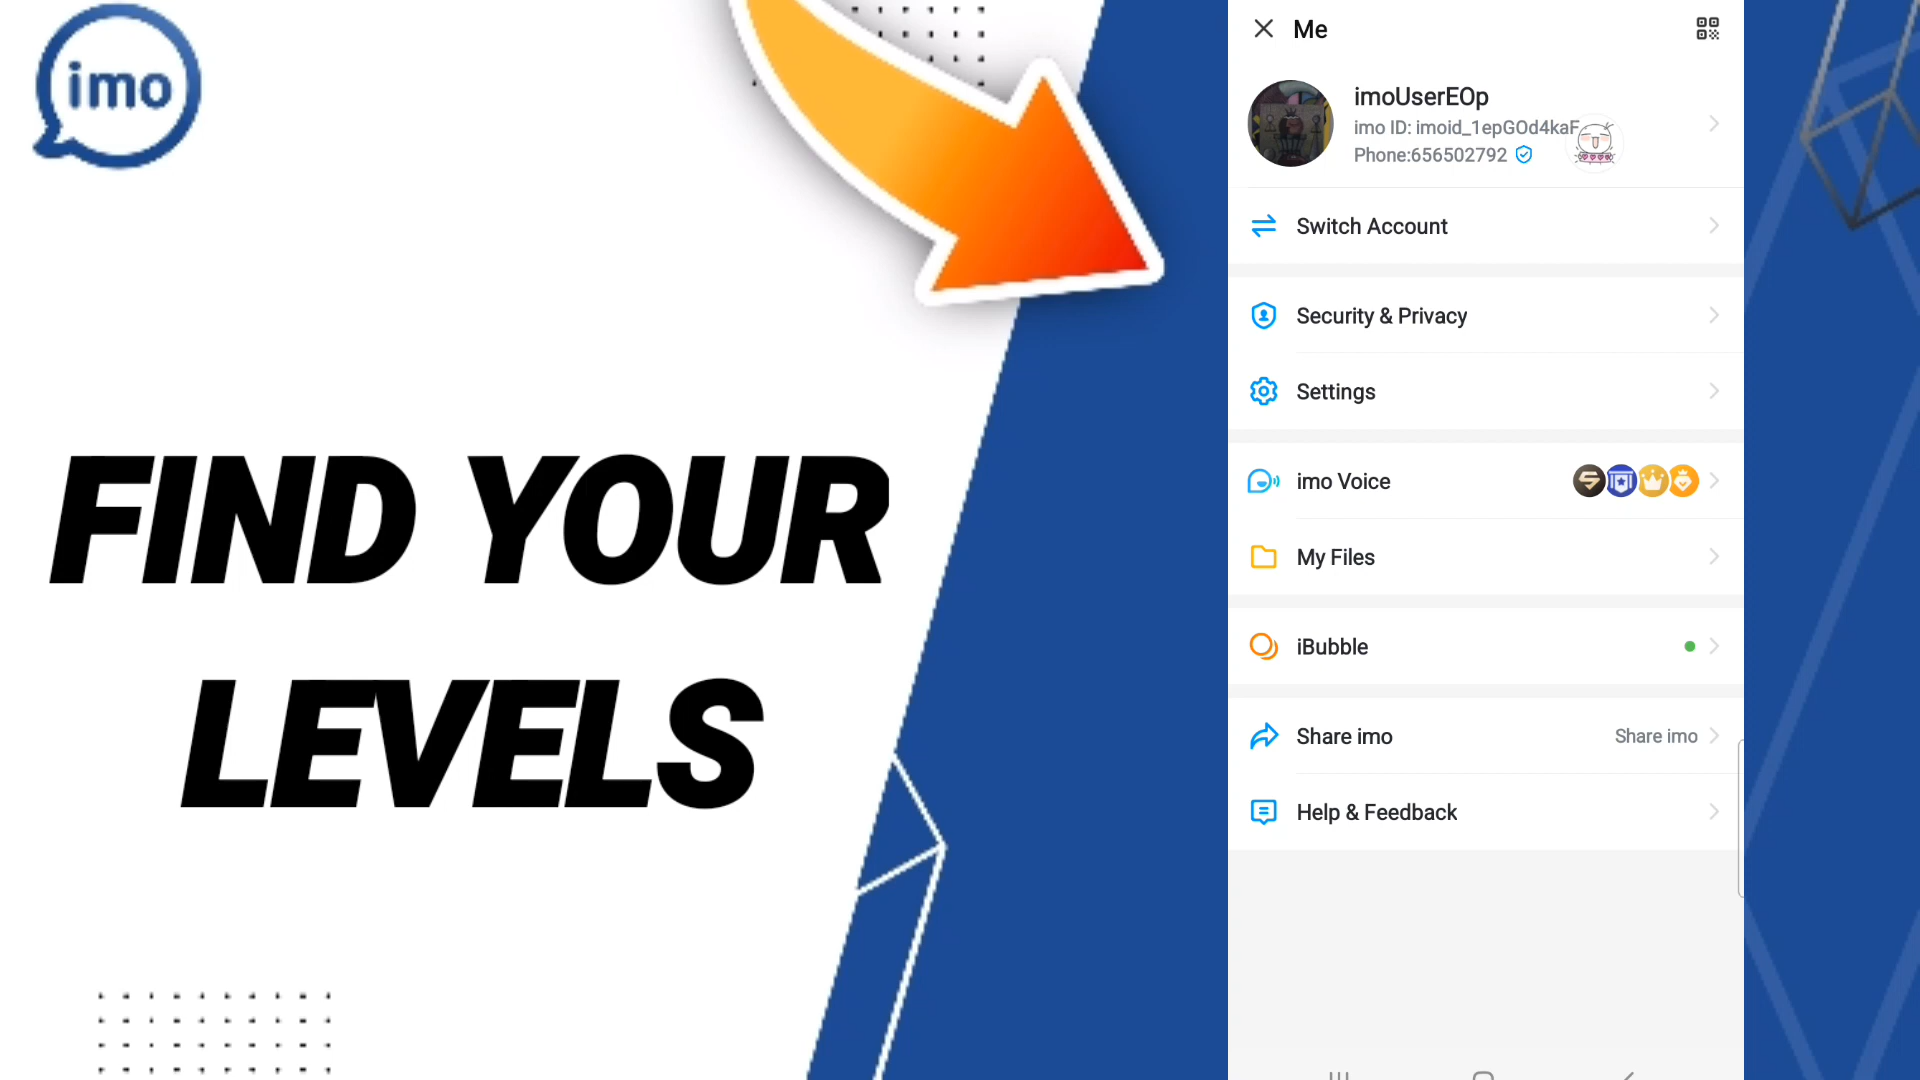 imo
FIND YOUR
LEVELS
Me
imoUserEOp
imo ID: imoid_1epGOd4kaF
Phone:656502792
Switch Account
Security & Privacy
Settings
imo Voice
My Files
iBubble
Share imo Share imo
Help & Feedback